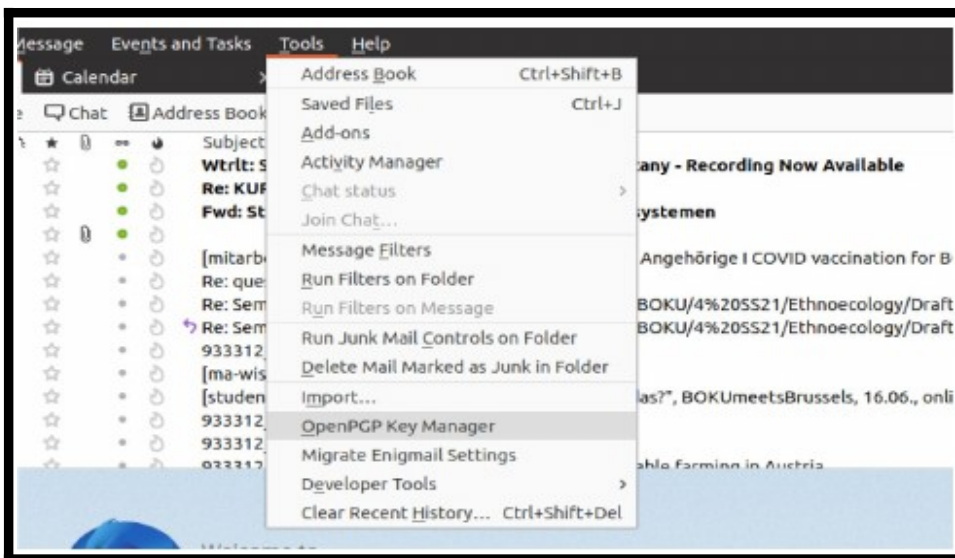 Message Events and Tasks Tools Help
Calendar
Chat Address Book
Subject
Address Book Ctrl+Shift+B
Saved Files Ctrl+J
Add-ons
Activity Manager
Chat status
Join Chat...
Message Filters
Run Filters on Folder
Run Filters on Message
Run Junk Mail Controls on Folder
Delete Mail Marked as Junk in Folder
Import...
OpenPGP Key Manager
Migrate Enigmail Settings
Developer Tools
Clear Recent History... Ctrl+Shift+Del
Wtrlt: S
Re: KUF
Fwd: St
[mitarb
Re: que
Re: Sem
Re: Sem
933312
[ma-wis
[studen
933312
933312
933312
any - Recording Now Available
systemen
Angehörige I COVID vaccination for B
BOKU/4%20SS21/Ethnoecology/Draft
BOKU/4%20SS21/Ethnoecology/Draft
las?", BOKUmeetsBrussels, 16.06., onli
able farming in Austria